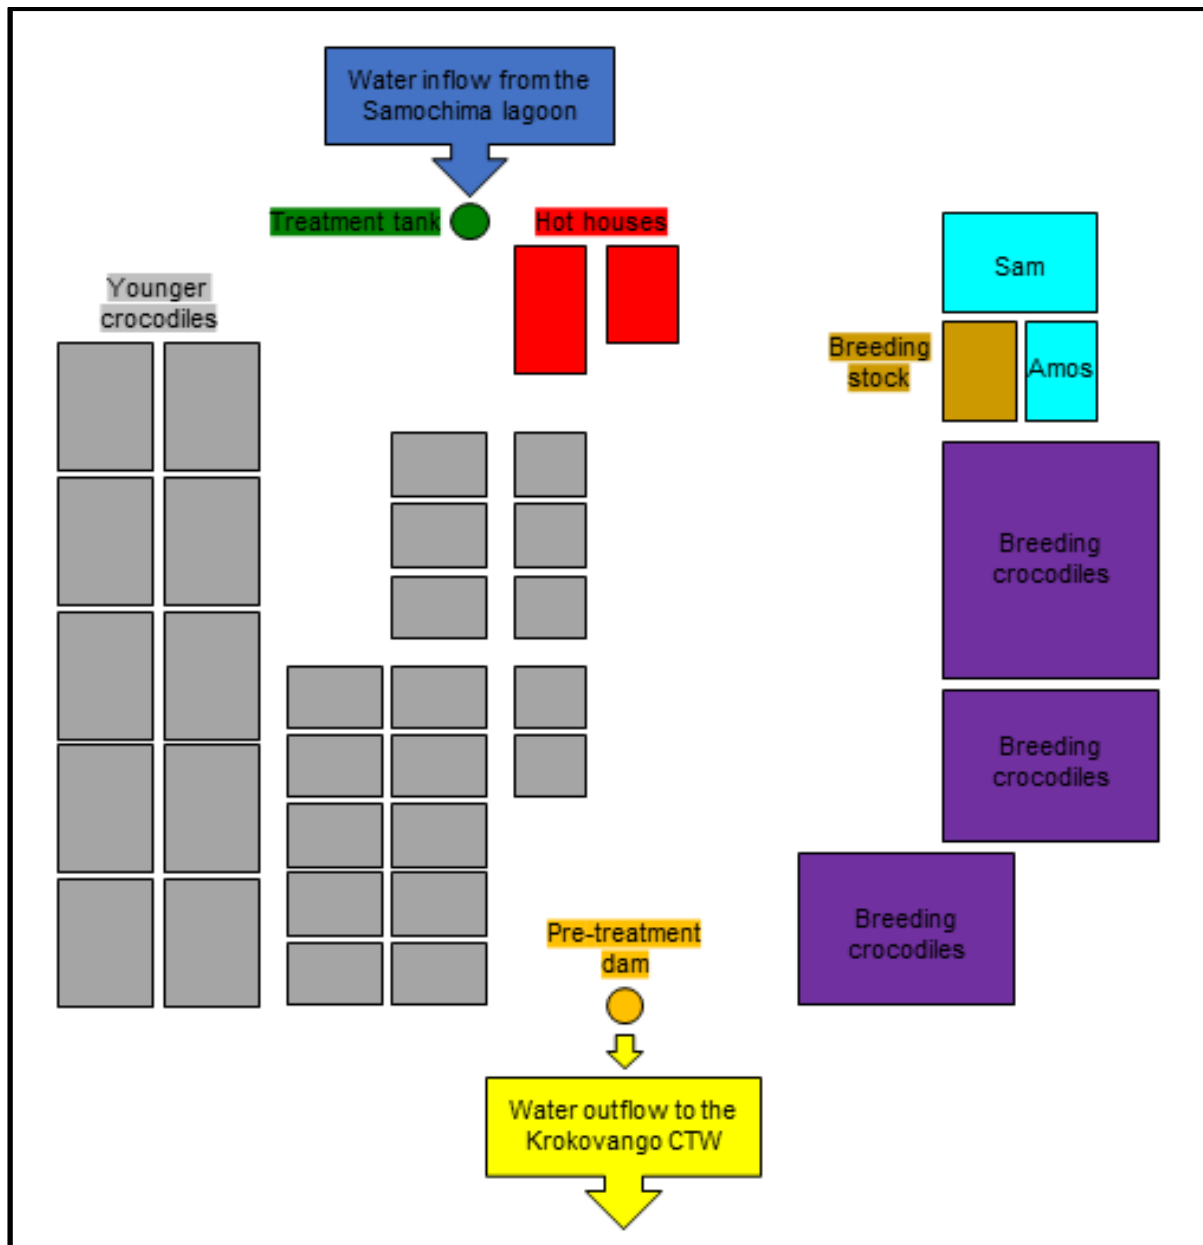 Water inflow from the
Samochima lagoon
Treatment tank
Hot houses
Sam
Younger
crocodiles
Breeding
stock
Amos
Breeding
crocodiles
Breeding
crocodiles
Breeding
crocodiles
Pre-treatment
dam
Water outflow to the
Krokovango CTW